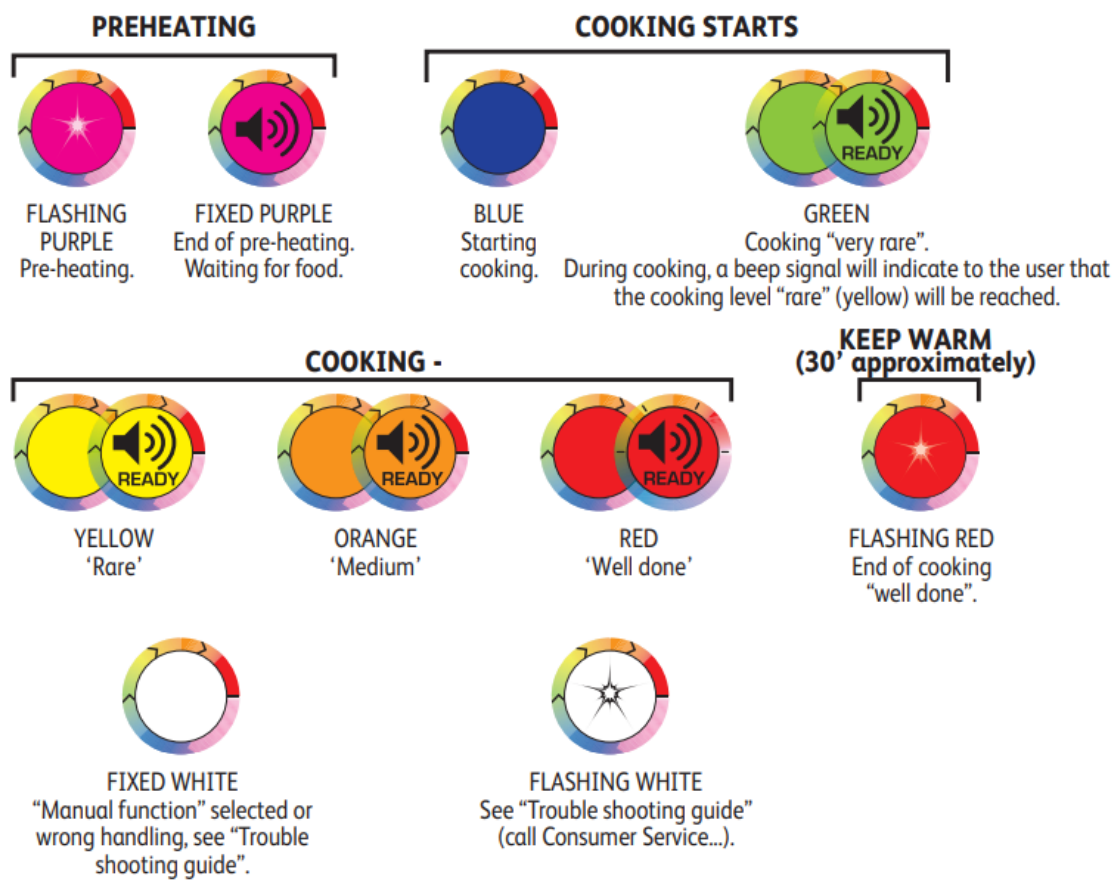 PREHEATING
COOKING STARTS
READY
FLASHING
PURPLE
Pre-heating.
FIXED PURPLE
End of pre-heating.
Waiting for food.
BLUE
Starting
cooking.
GREEN
Cooking “very rare”.
During cooking, a beep signal will indicate to the user that
the cooking level “rare” (yellow) will be reached.
COOKING -
KEEP WARM
(30’ approximately)
READY
READY
READY
YELLOW
‘Rare’
ORANGE
‘Medium’
RED
‘Well done’
FLASHING RED
End of cooking
“well done”.
FIXED WHITE
“Manual function” selected or
wrong handling, see “Trouble
shooting guide”.
FLASHING WHITE
See “Trouble shooting guide”
(call Consumer Service...).